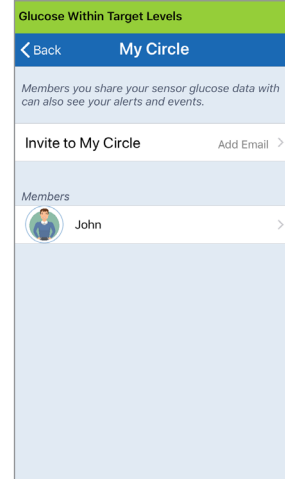 Glucose Within Target Levels
Back My Circle
Members you share your sensor glucose data with
can also see your alerts and events.
Invite to My Circle Add Email
Members
John